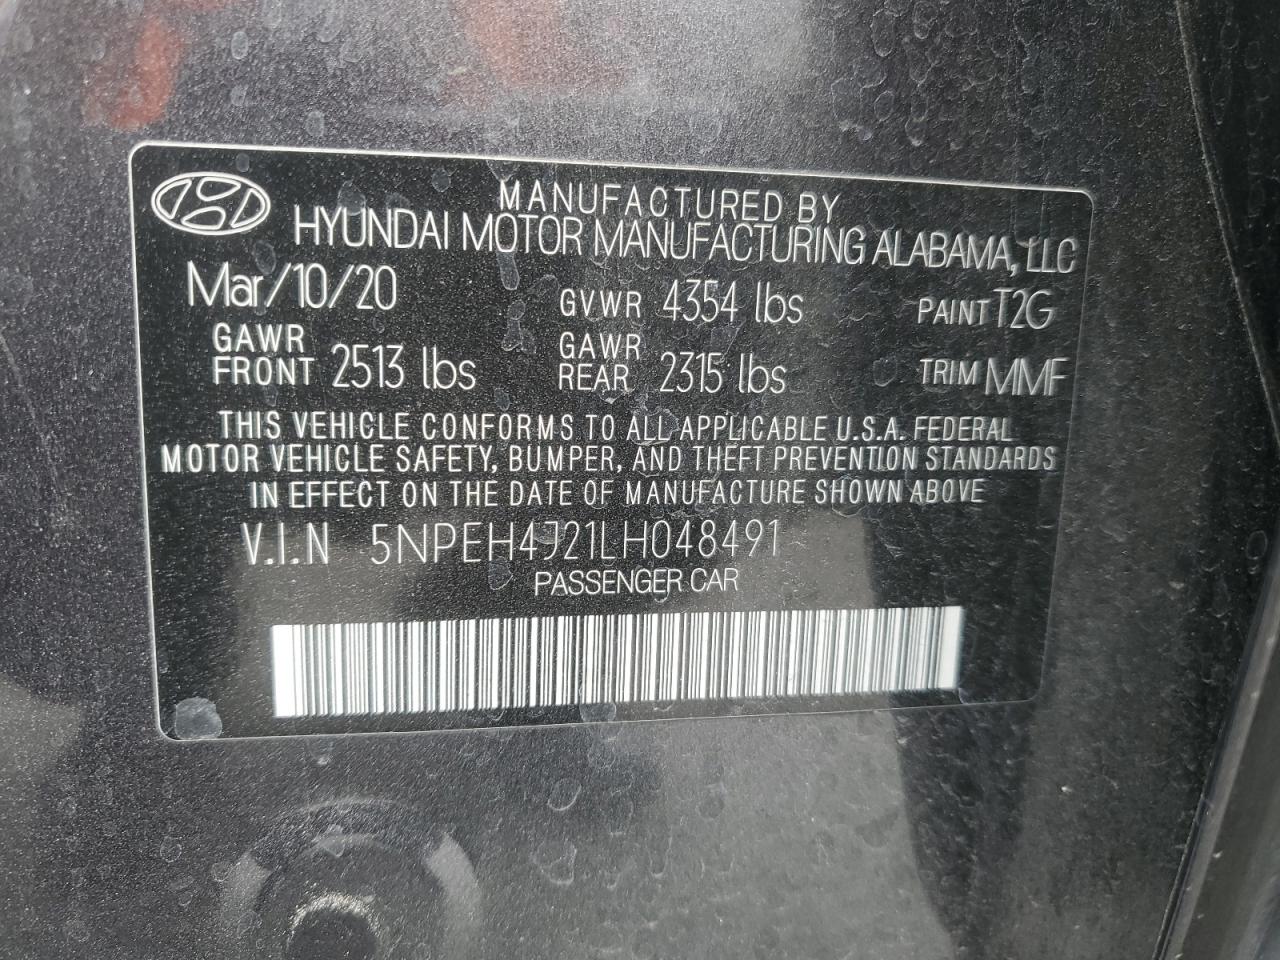 MANUFACTURED BY
HYUNDAI MOTOR MANUFACTURING ALABAMA, LLC
Mar/10/20 GVWR 4354 lbs PAINT T2G
GAWR FRONT 2513 lbs GAWR REAR 2315 lbs TRIM MMF
THIS VEHICLE CONFORMS TO ALL APPLICABLE U.S.A. FEDERAL
MOTOR VEHICLE SAFETY, BUMPER, AND THEFT PREVENTION STANDARDS
IN EFFECT ON THE DATE OF MANUFACTURE SHOWN ABOVE
V.I.N 5NPEH4J21LH048491
PASSENGER CAR